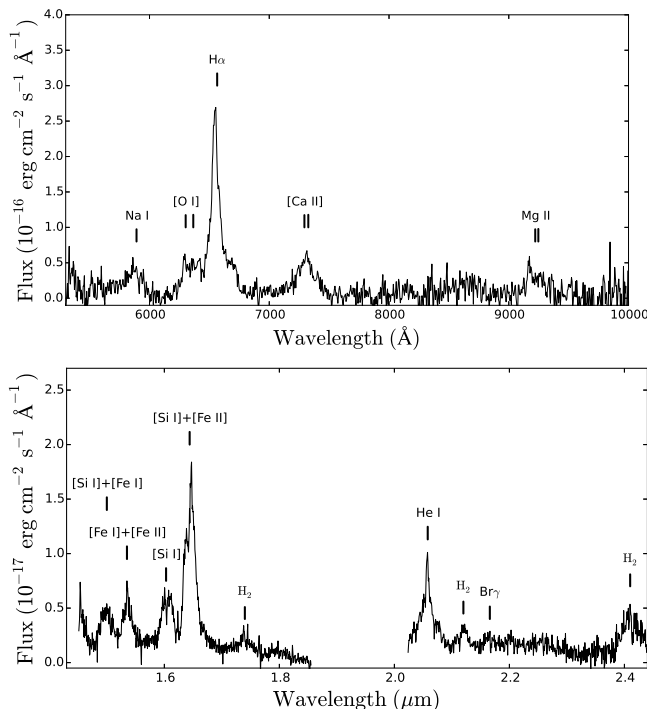 4.0
3.5
3.0
2.5
2.0
1.5
1.0
0.5
0.0
Flux (10⁻¹⁶ erg cm⁻² s⁻¹ Å⁻¹)
Hα
Na I
[O I]
[Ca II]
Mg II
6000 7000 8000 9000 10000
Wavelength (Å)
2.5
2.0
1.5
1.0
0.5
0.0
Flux (10⁻¹⁷ erg cm⁻² s⁻¹ Å⁻¹)
[Si I]+[Fe II]
[Si I]+[Fe I]
[Fe I]+[Fe II]
[Si I]
H₂
He I
H₂
Brγ
H₂
1.6 1.8 2.0 2.2 2.4
Wavelength (μm)